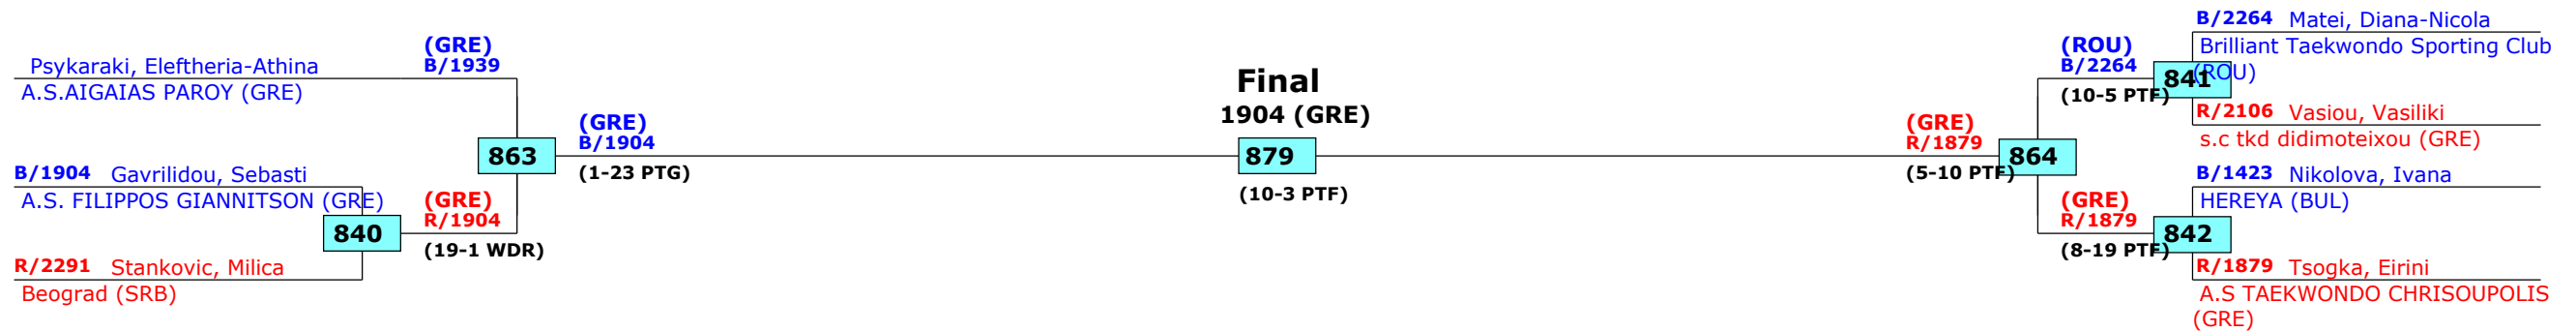 (GRE)
B/1939
Psykaraki, Eleftheria-Athina
A.S.AIGAIAS PAROY (GRE)
863
(GRE)
B/1904
(1-23 PTG)
B/1904 Gavrilidou, Sebasti
A.S. FILIPPOS GIANNITSON (GRE)
840
(GRE)
R/1904
(19-1 WDR)
R/2291 Stankovic, Milica
Beograd (SRB)
Final
1904 (GRE)
879
(10-3 PTF)
(GRE)
R/1879
(5-10 PTF)
864
(ROU)
B/2264
(10-5 PTF)
841
B/2264 Matei, Diana-Nicola
Brilliant Taekwondo Sporting Club
(ROU)
R/2106 Vasiou, Vasiliki
s.c tkd didimoteixou (GRE)
(GRE)
R/1879
(8-19 PTF)
842
B/1423 Nikolova, Ivana
HEREYA (BUL)
R/1879 Tsogka, Eirini
A.S TAEKWONDO CHRISOUPOLIS
(GRE)